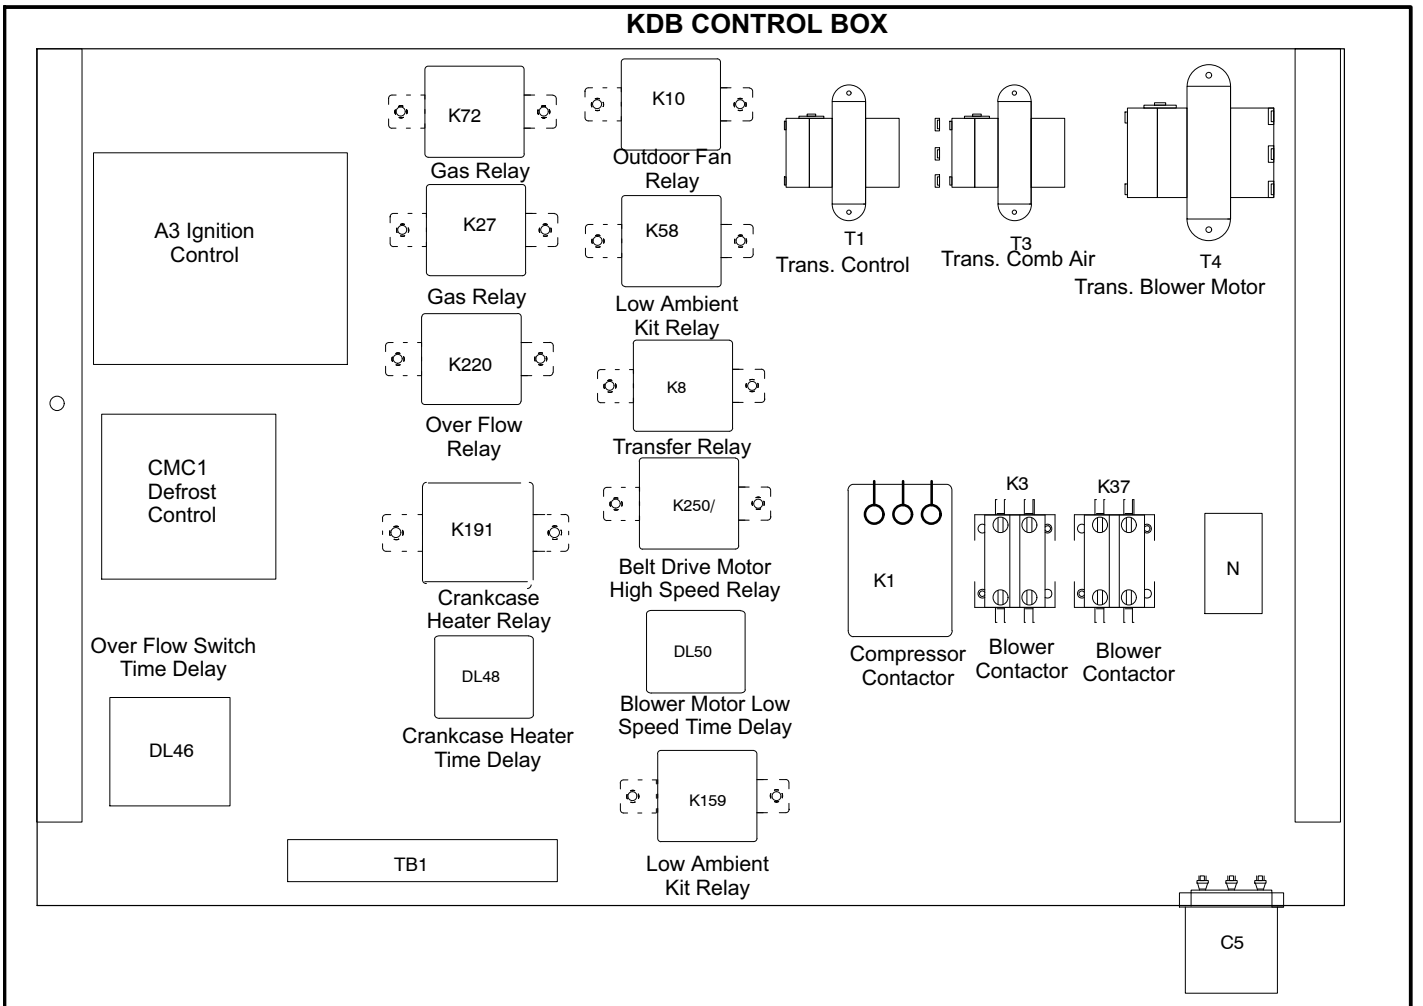 KDB CONTROL BOX
A3 Ignition
Control
CMC1
Defrost
Control
Over Flow Switch
Time Delay
DL46
K72
Gas Relay
K27
Gas Relay
K220
Over Flow
Relay
K191
Crankcase
Heater Relay
DL48
Crankcase Heater
Time Delay
TB1
K10
Outdoor Fan
Relay
K58
Low Ambient
Kit Relay
K8
Transfer Relay
K250/
Belt Drive Motor
High Speed Relay
DL50
Blower Motor Low
Speed Time Delay
K159
Low Ambient
Kit Relay
T1
Trans. Control
T3
Trans. Comb Air
T4
Trans. Blower Motor
K1
Compressor
Contactor
K3
Blower
Contactor
K37
Blower
Contactor
N
C5